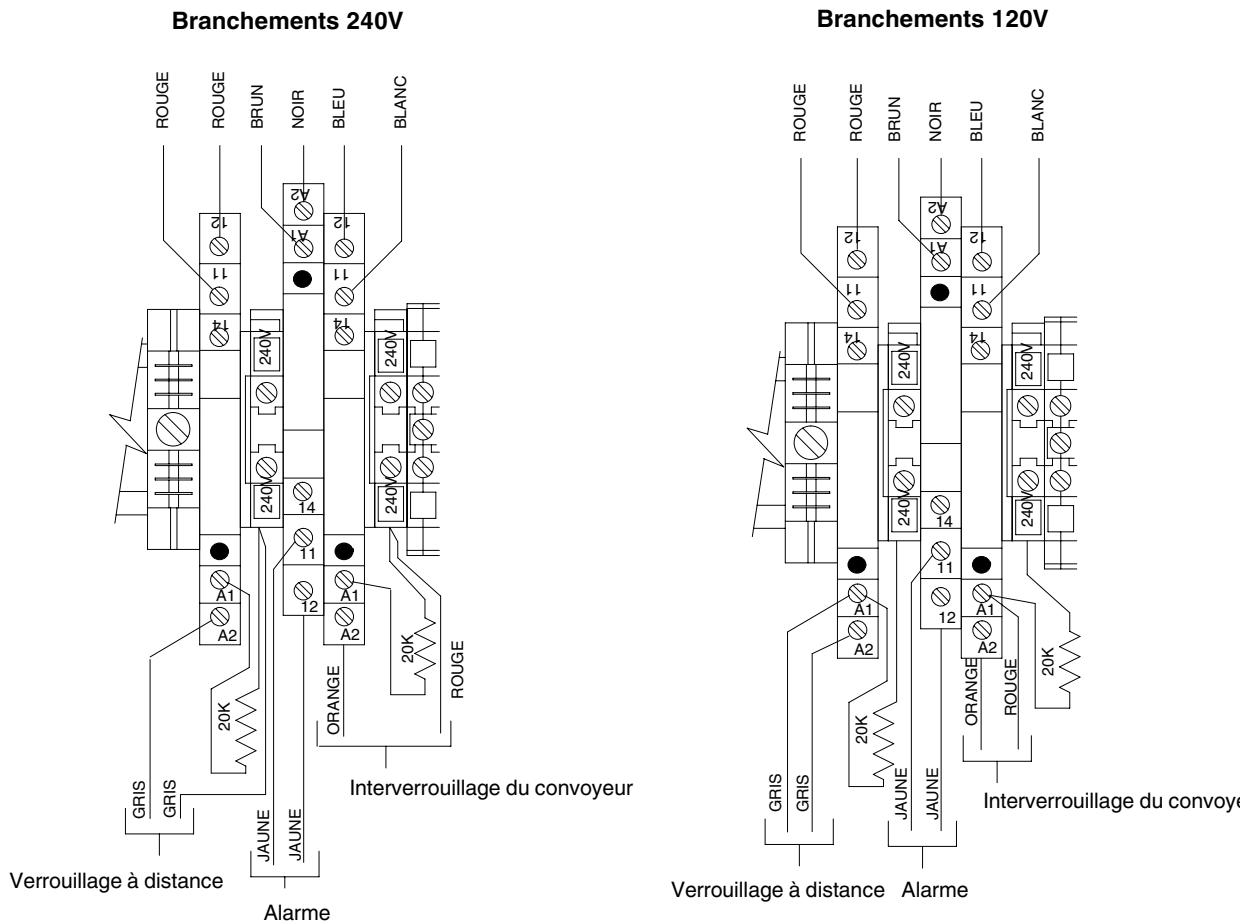 Branchements 240V
ROUGE
ROUGE
BRUN
NOIR
BLEU
BLANC
A2
12
A1
12
11
11
14
14
240V
240V
240V
240V
14
11
A1
12
A1
A2
A2
20K
20K
ORANGE
ROUGE
GRIS
GRIS
JAUNE
JAUNE
Interverrouillage du convoyeur
Verrouillage à distance
Alarme
Branchements 120V
ROUGE
ROUGE
BRUN
NOIR
BLEU
BLANC
A2
12
A1
12
11
11
14
14
240V
240V
240V
240V
14
11
A1
12
A1
A2
A2
20K
20K
ORANGE
ROUGE
GRIS
GRIS
JAUNE
JAUNE
Interverrouillage du convoye
Verrouillage à distance
Alarme